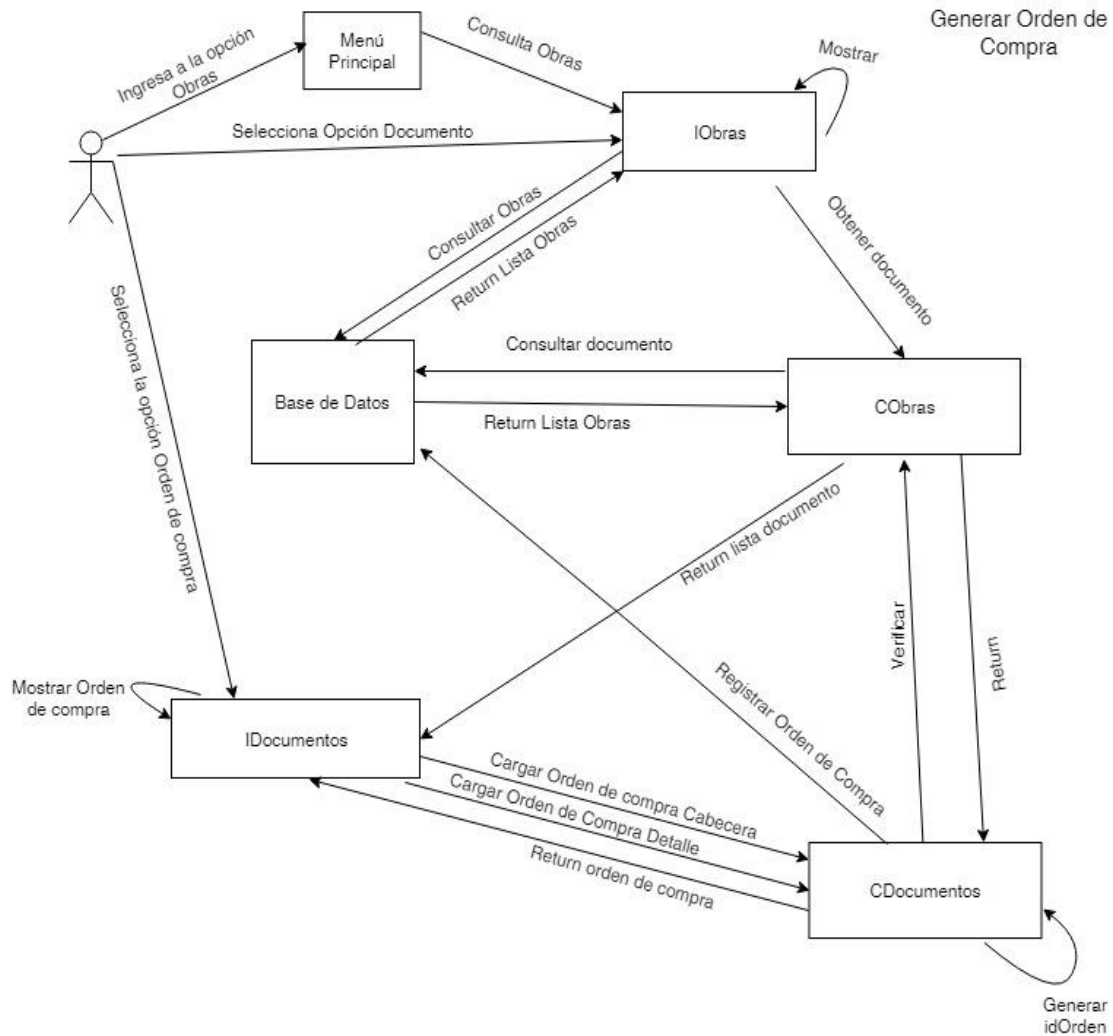 Generar Orden de
Compra
Ingresa a la opción
Obras
Menú
Principal
Consulta Obras
Mostrar
Selecciona Opción Documento
IObras
Consultar Obras
Return Lista Obras
Obtener documento
Selecciona la opción Orden de compra
Base de Datos
Consultar documento
Return Lista Obras
CObras
Return lista documento
Verificar
Return
Registrar Orden de Compra
Mostrar Orden
de compra
IDocumentos
Cargar Orden de compra Cabecera
Cargar Orden de Compra Detalle
Return orden de compra
CDocumentos
Generar
idOrden